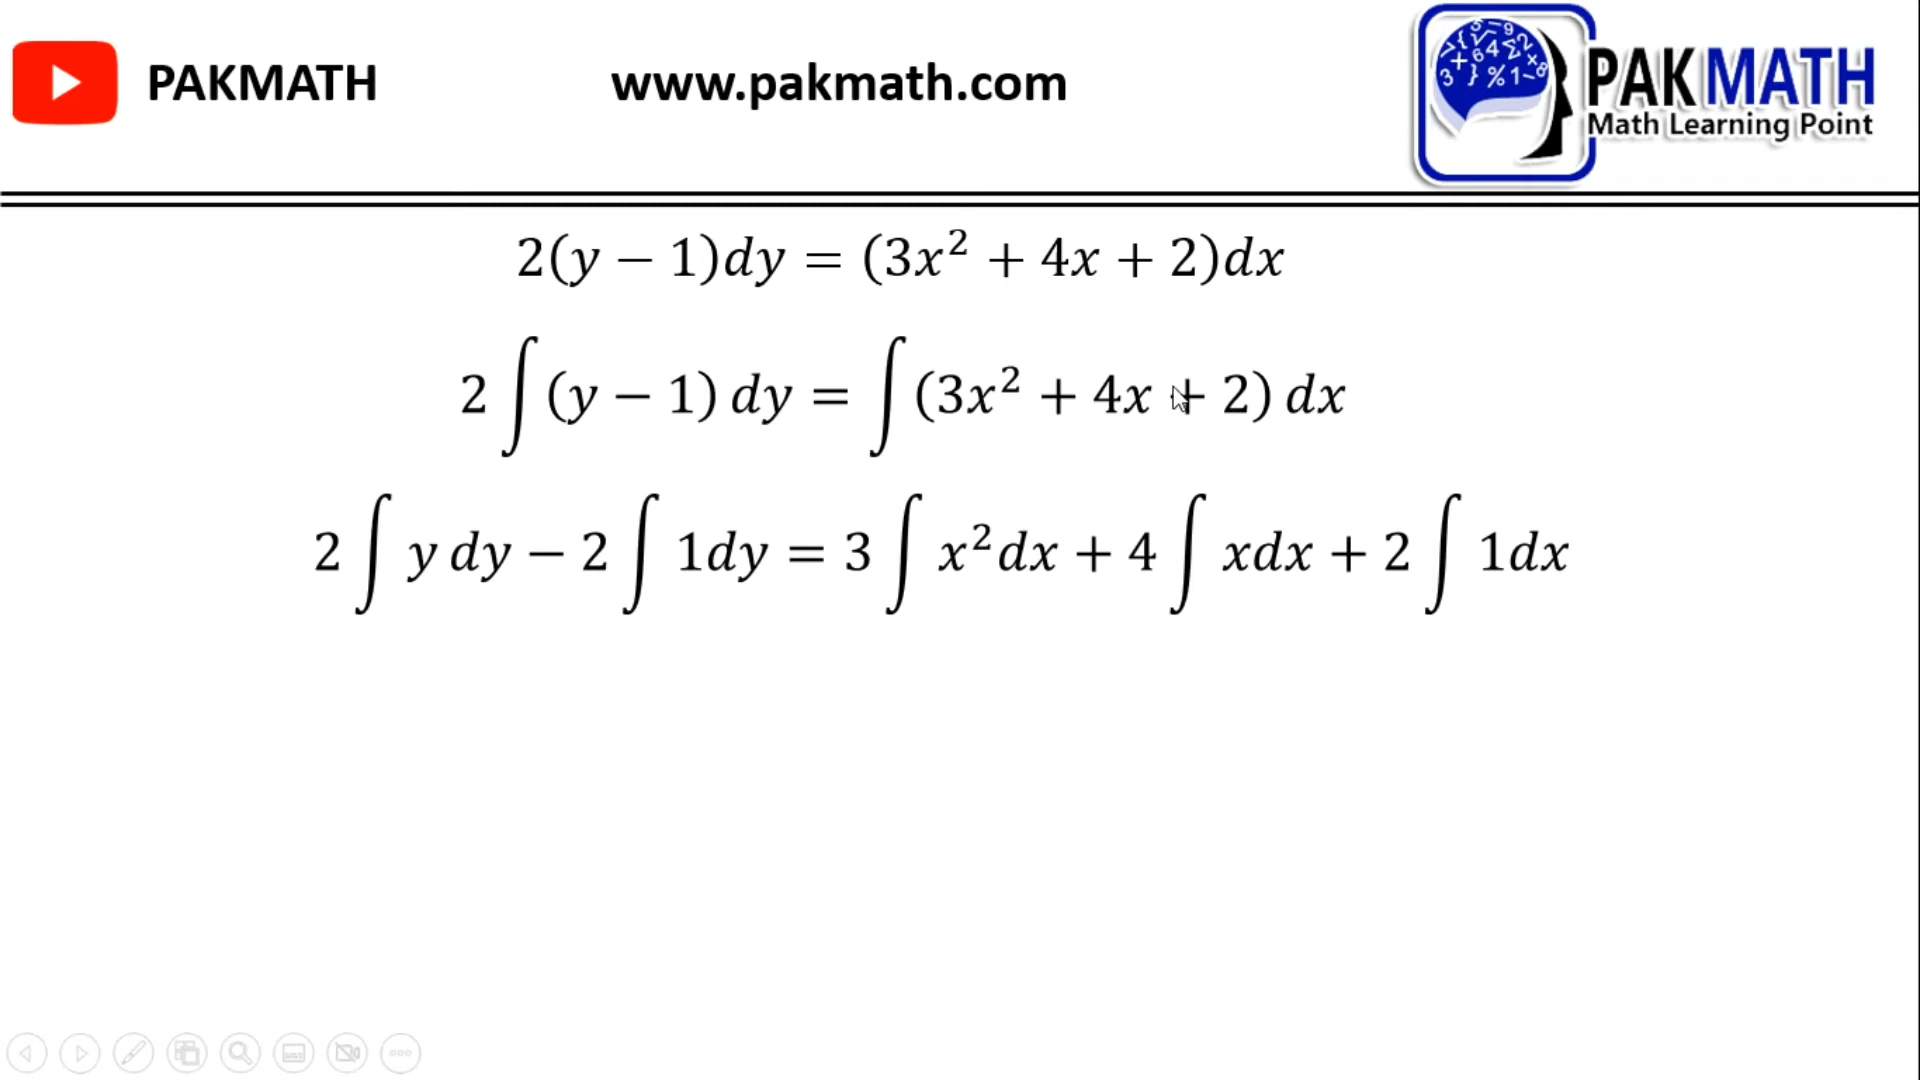 PAKMATH www.pakmath.com PAKMATH
Math Learning Point
2(y − 1)dy = (3x² + 4x + 2)dx
2 ∫ (y − 1) dy = ∫ (3x² + 4x + 2) dx
2 ∫ y dy − 2 ∫ 1dy = 3 ∫ x²dx + 4 ∫ xdx + 2 ∫ 1dx